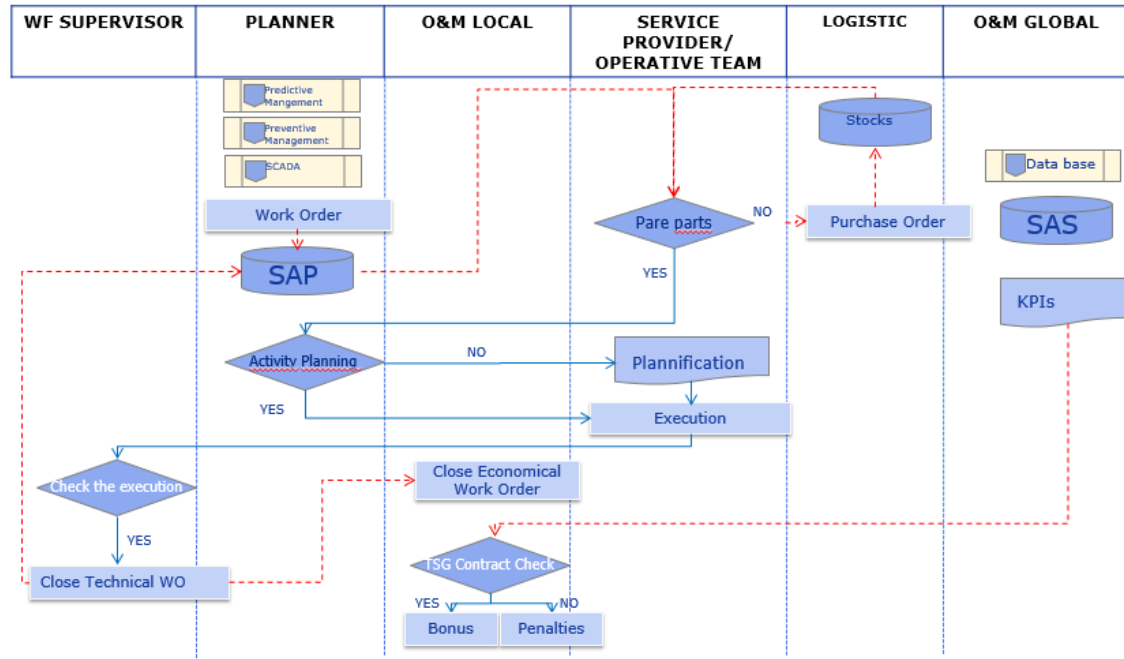 WF SUPERVISOR
PLANNER
O&M LOCAL
SERVICE
PROVIDER/
OPERATIVE TEAM
LOGISTIC
O&M GLOBAL
Predictive
Mangement
Preventive
Management
SCADA
Stocks
Data base
Work Order
Pare parts
NO
Purchase Order
SAS
SAP
YES
KPIs
Activity Planning
NO
Plannification
YES
Execution
Check the execution
Close Economical
Work Order
YES
TSG Contract Check
Close Technical WO
YES
NO
Bonus
Penalties